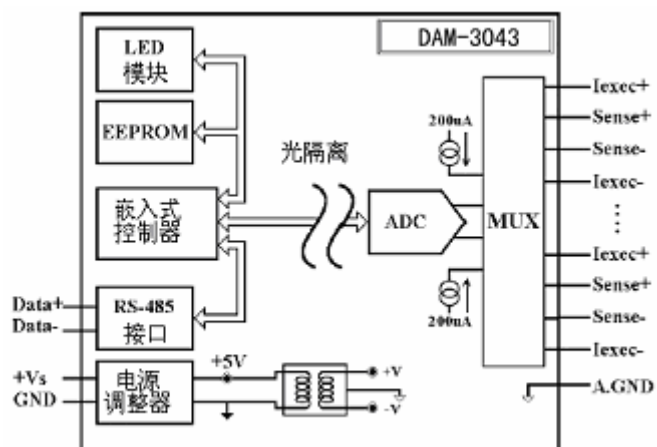 DAM-3043
LED
模块
EEPROM
嵌入式
控制器
RS-485
接口
电源
调整器
光隔离
ADC
MUX
200uA
200uA
Iexec+
Sense+
Sense-
Iexec-
Iexec+
Sense+
Sense-
Iexec-
A.GND
Data+
Data-
+Vs
GND
+5V
+V
-V